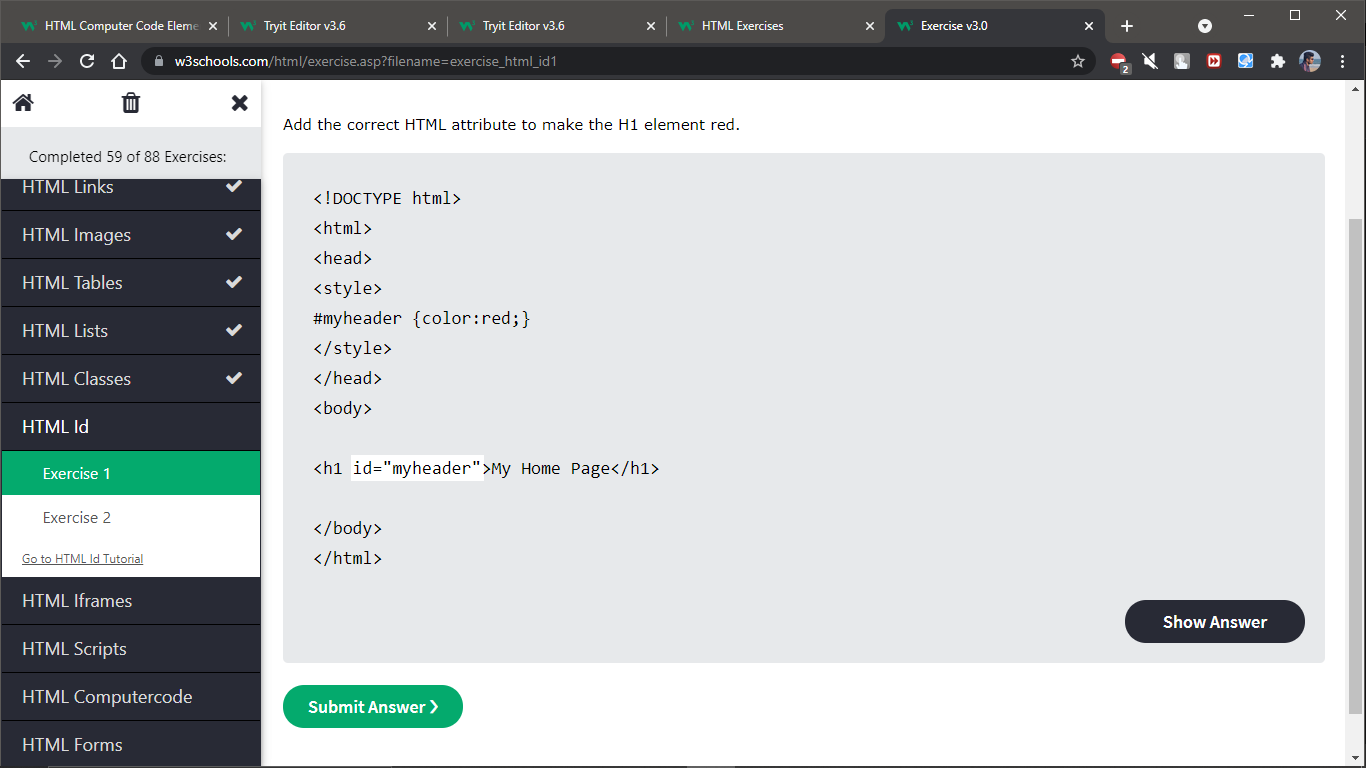 HTML Computer Code Eleme
Tryit Editor v3.6
Tryit Editor v3.6
HTML Exercises
Exercise v3.0
w3schools.com/html/exercise.asp?filename=exercise_html_id1
2
Completed 59 of 88 Exercises:
HTML Links
HTML Images
HTML Tables
HTML Lists
HTML Classes
HTML Id
Exercise 1
Exercise 2
Go to HTML Id Tutorial
HTML Iframes
HTML Scripts
HTML Computercode
HTML Forms
Add the correct HTML attribute to make the H1 element red.
<!DOCTYPE html>
<html>
<head>
<style>
#myheader {color:red;}
</style>
</head>
<body>
<h1 id="myheader">My Home Page</h1>
</body>
</html>
Show Answer
Submit Answer ❯